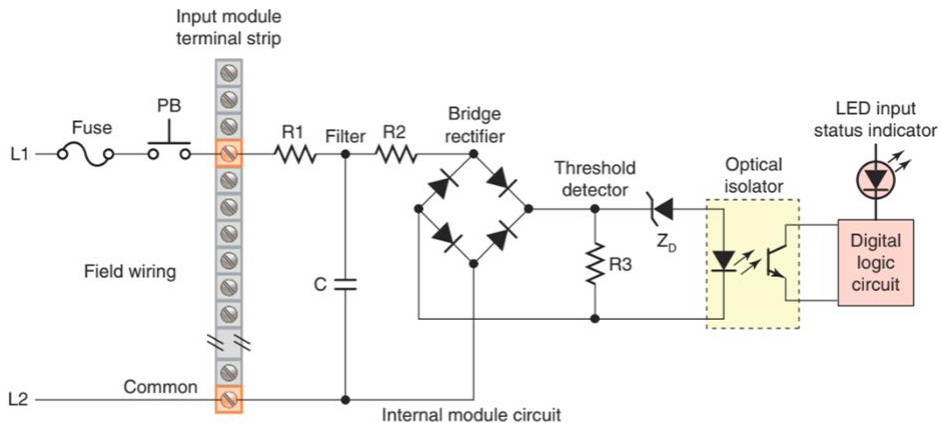 Input module
terminal strip
PB
Fuse
L1
R1
Filter
R2
Bridge
rectifier
Threshold
detector
Optical
isolator
LED input
status indicator
Z_D
R3
Digital
logic
circuit
Field wiring
C
Common
L2
Internal module circuit